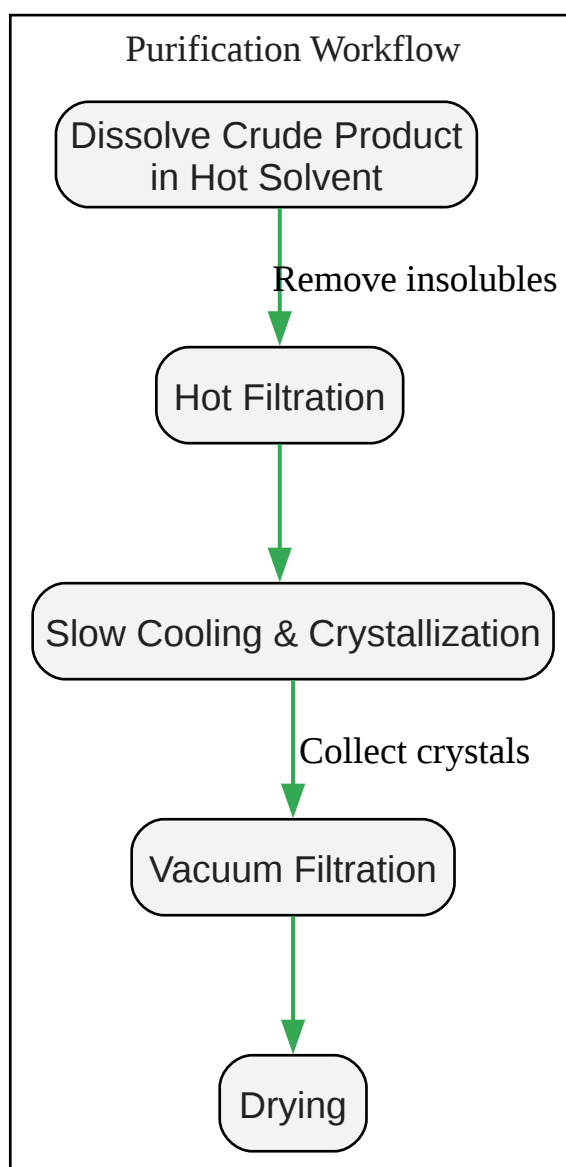 Purification Workflow
Dissolve Crude Product
in Hot Solvent
Remove insolubles
Hot Filtration
Slow Cooling & Crystallization
Collect crystals
Vacuum Filtration
Drying